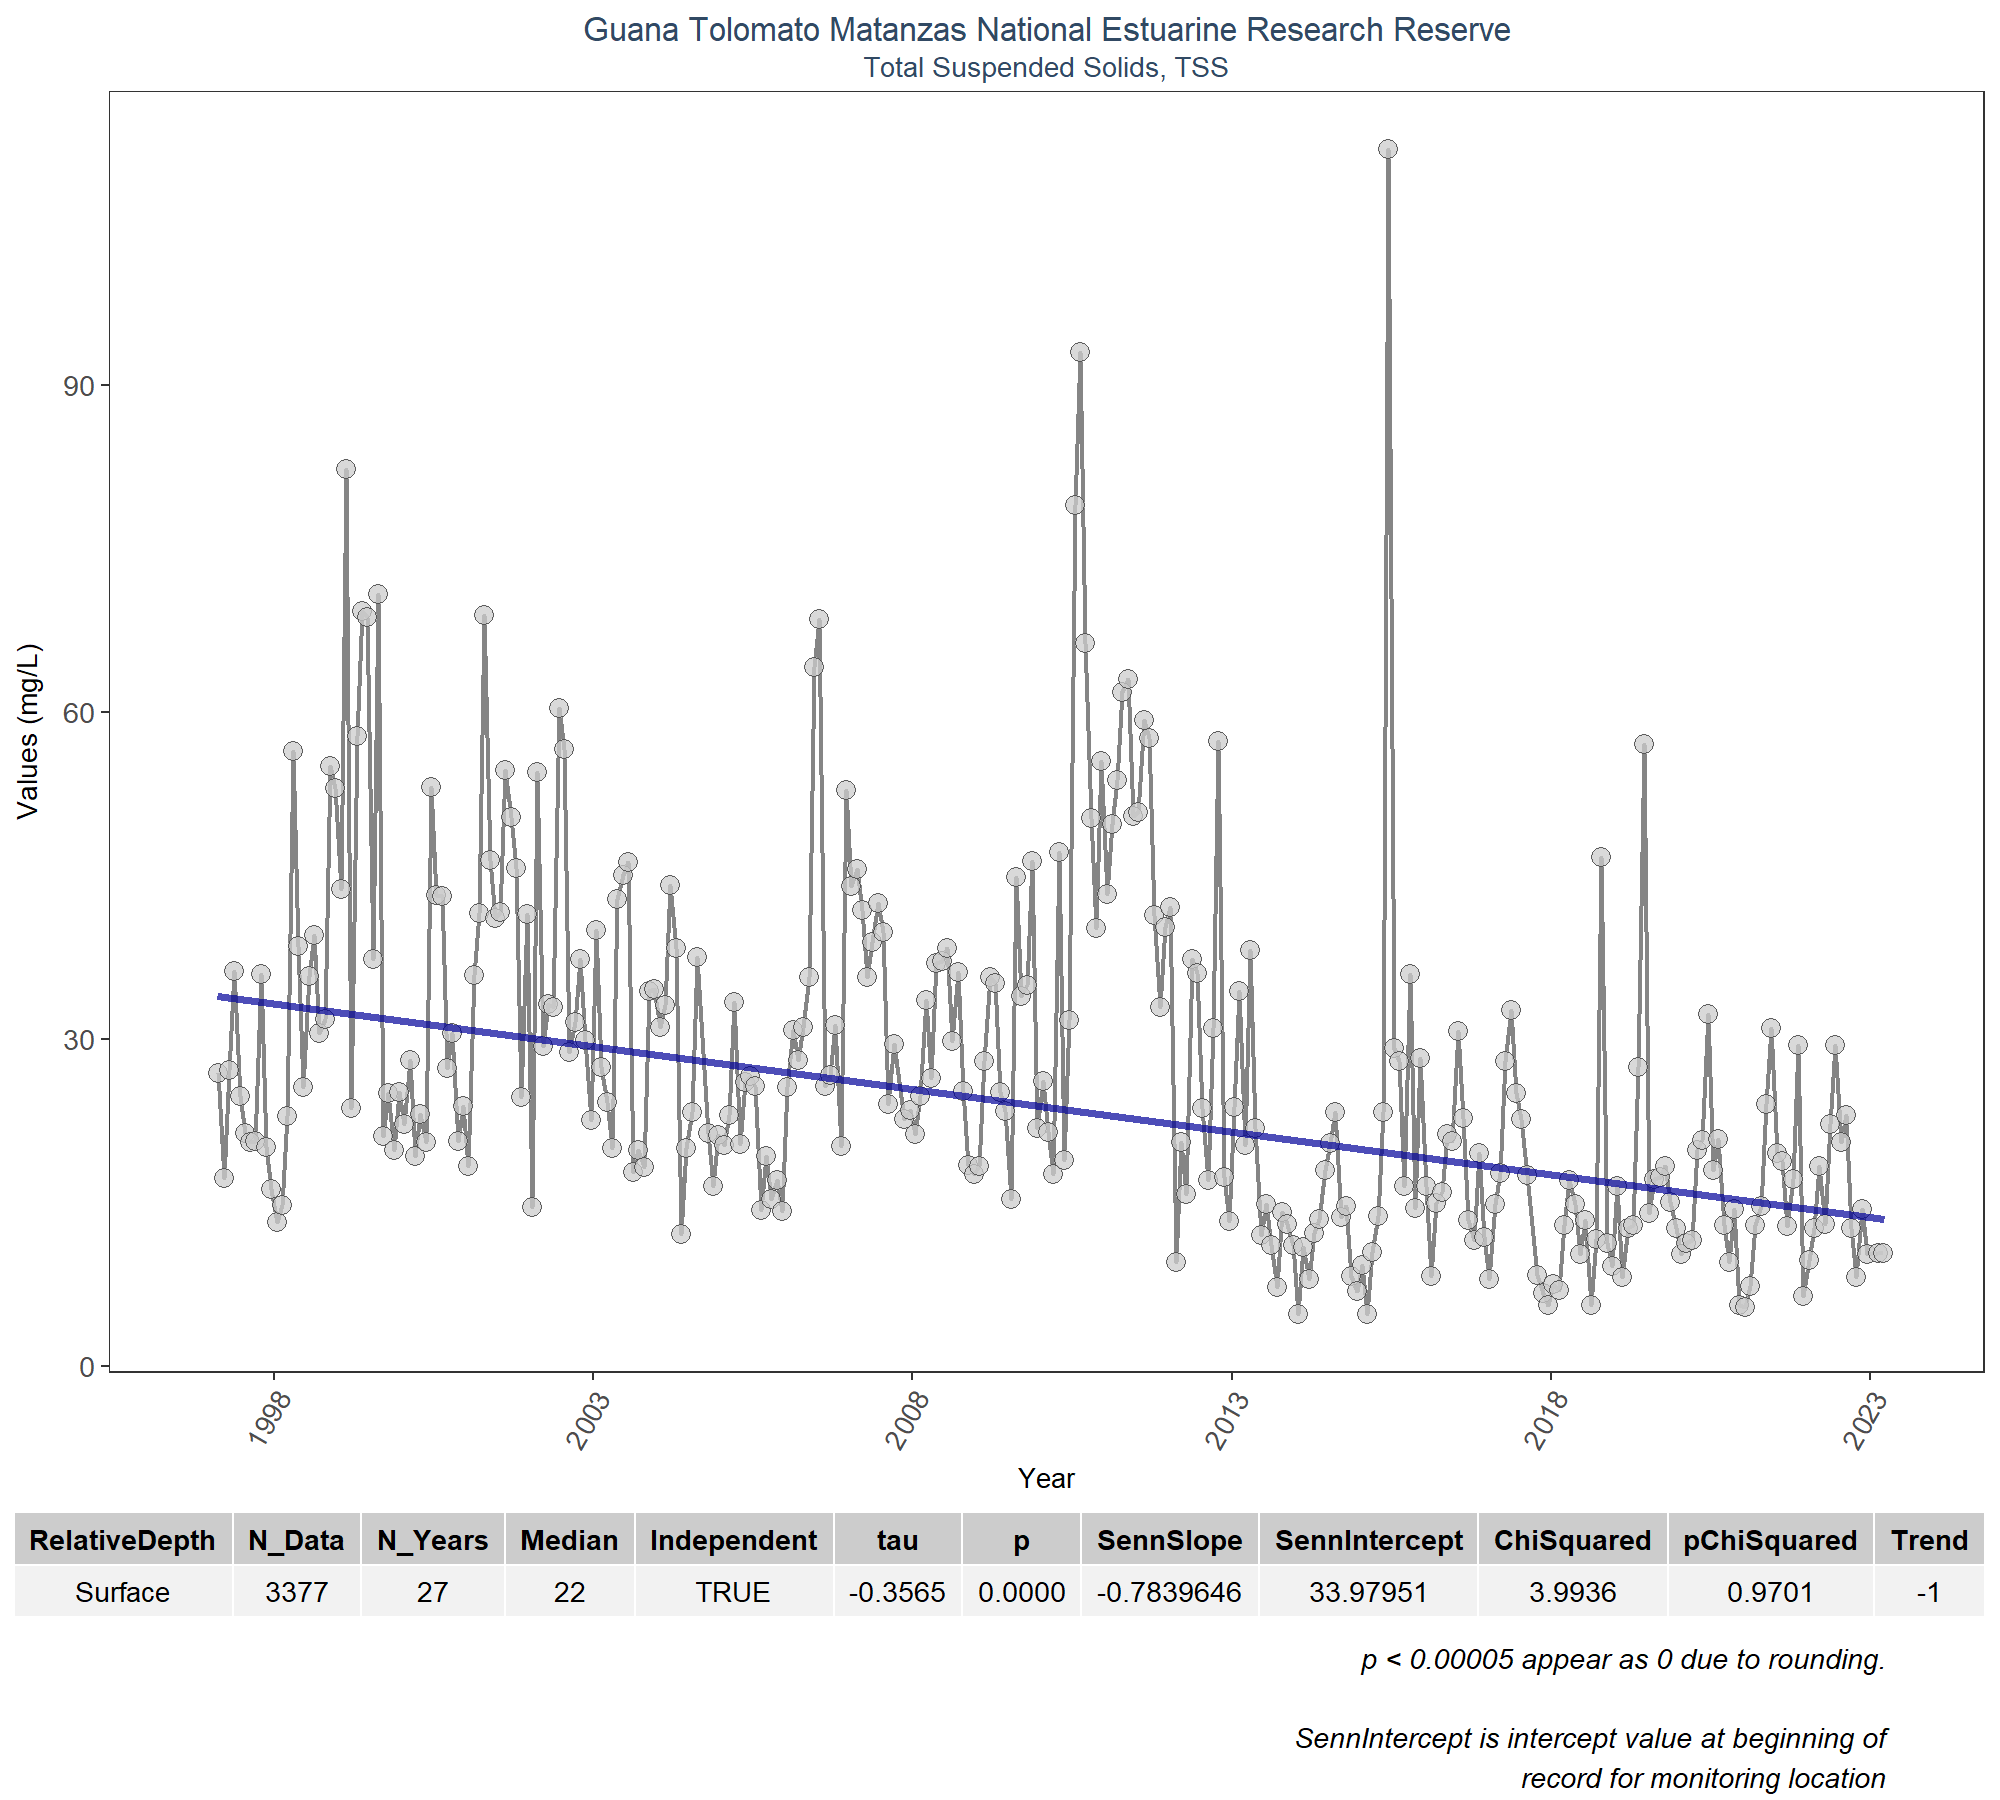 Guana Tolomato Matanzas National Estuarine Research Reserve
Total Suspended Solids, TSS
Values (mg/L)
90
60
30
0
1998
2003
2008
2013
2018
2023
Year
RelativeDepth N_Data N_Years Median Independent tau p SennSlope SennIntercept ChiSquared pChiSquared Trend
Surface 3377 27 22 TRUE -0.3565 0.0000 -0.7839646 33.97951 3.9936 0.9701 -1
p < 0.00005 appear as 0 due to rounding.
SennIntercept is intercept value at beginning of
record for monitoring location